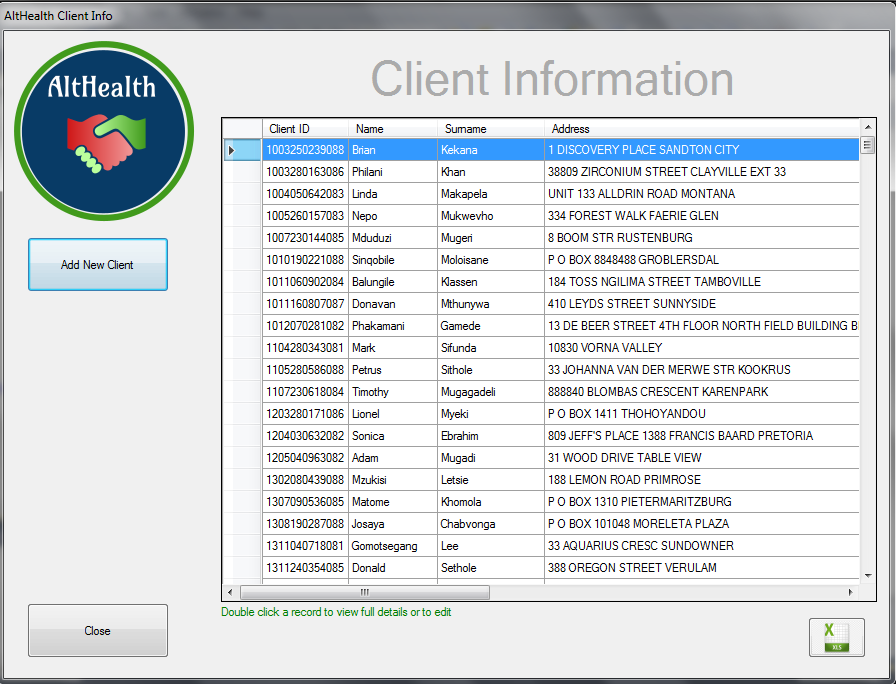 AltHealth Client Info
AltHealth
Client Information
Client ID Name Surname Address
1003250239088 Brian Kekana 1 DISCOVERY PLACE SANDTON CITY
1003280163086 Philani Khan 38809 ZIRCONIUM STREET CLAYVILLE EXT 33
1004050642083 Linda Makapela UNIT 133 ALLDRIN ROAD MONTANA
1005260157083 Nepo Mukwevho 334 FOREST WALK FAERIE GLEN
1007230144085 Mduduzi Mugeri 8 BOOM STR RUSTENBURG
1010190221088 Sinqobile Moloisane P O BOX 8848488 GROBLERSDAL
1011060902084 Balungile Klassen 184 TOSS NGILIMA STREET TAMBOVILLE
1011160807087 Donavan Mthunywa 410 LEYDS STREET SUNNYSIDE
1012070281082 Phakamani Gamede 13 DE BEER STREET 4TH FLOOR NORTH FIELD BUILDING B
1104280343081 Mark Sifunda 10830 VORNA VALLEY
1105280586088 Petrus Sithole 33 JOHANNA VAN DER MERWE STR KOOKRUS
1107230618084 Timothy Mugagadeli 888840 BLOMBAS CRESCENT KARENPARK
1203280171086 Lionel Myeki P O BOX 1411 THOHOYANDOU
1204030632082 Sonica Ebrahim 809 JEFF'S PLACE 1388 FRANCIS BAARD PRETORIA
1205040963082 Adam Mugadi 31 WOOD DRIVE TABLE VIEW
1302080439088 Mzukisi Letsie 188 LEMON ROAD PRIMROSE
1307090536085 Matome Khomola P O BOX 1310 PIETERMARITZBURG
1308190287088 Josaya Chabvonga P O BOX 101048 MORELETA PLAZA
1311040718081 Gomotsegang Lee 33 AQUARIUS CRESC SUNDOWNER
1311240354085 Donald Sethole 388 OREGON STREET VERULAM
Add New Client
Double click a record to view full details or to edit
Close
X
XLS